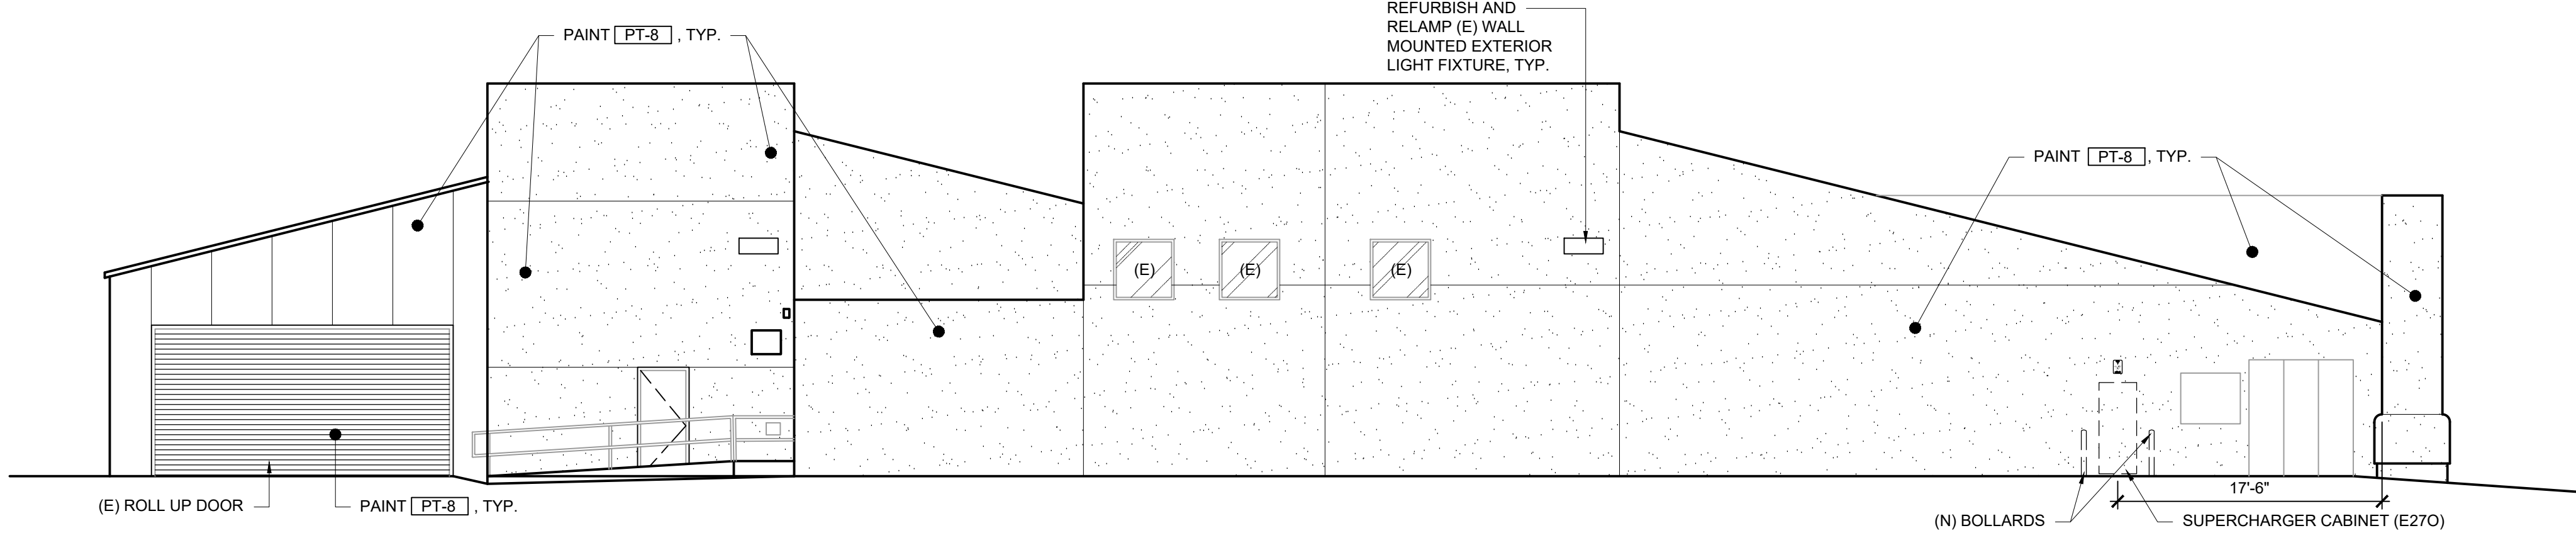 REFURBISH AND
RELAMP (E) WALL
MOUNTED EXTERIOR
LIGHT FIXTURE, TYP.
PAINT PT-8 , TYP.
PAINT PT-8 , TYP.
(E)
(E)
(E)
17'-6"
(E) ROLL UP DOOR
PAINT PT-8 , TYP.
(N) BOLLARDS
SUPERCHARGER CABINET (E27O)